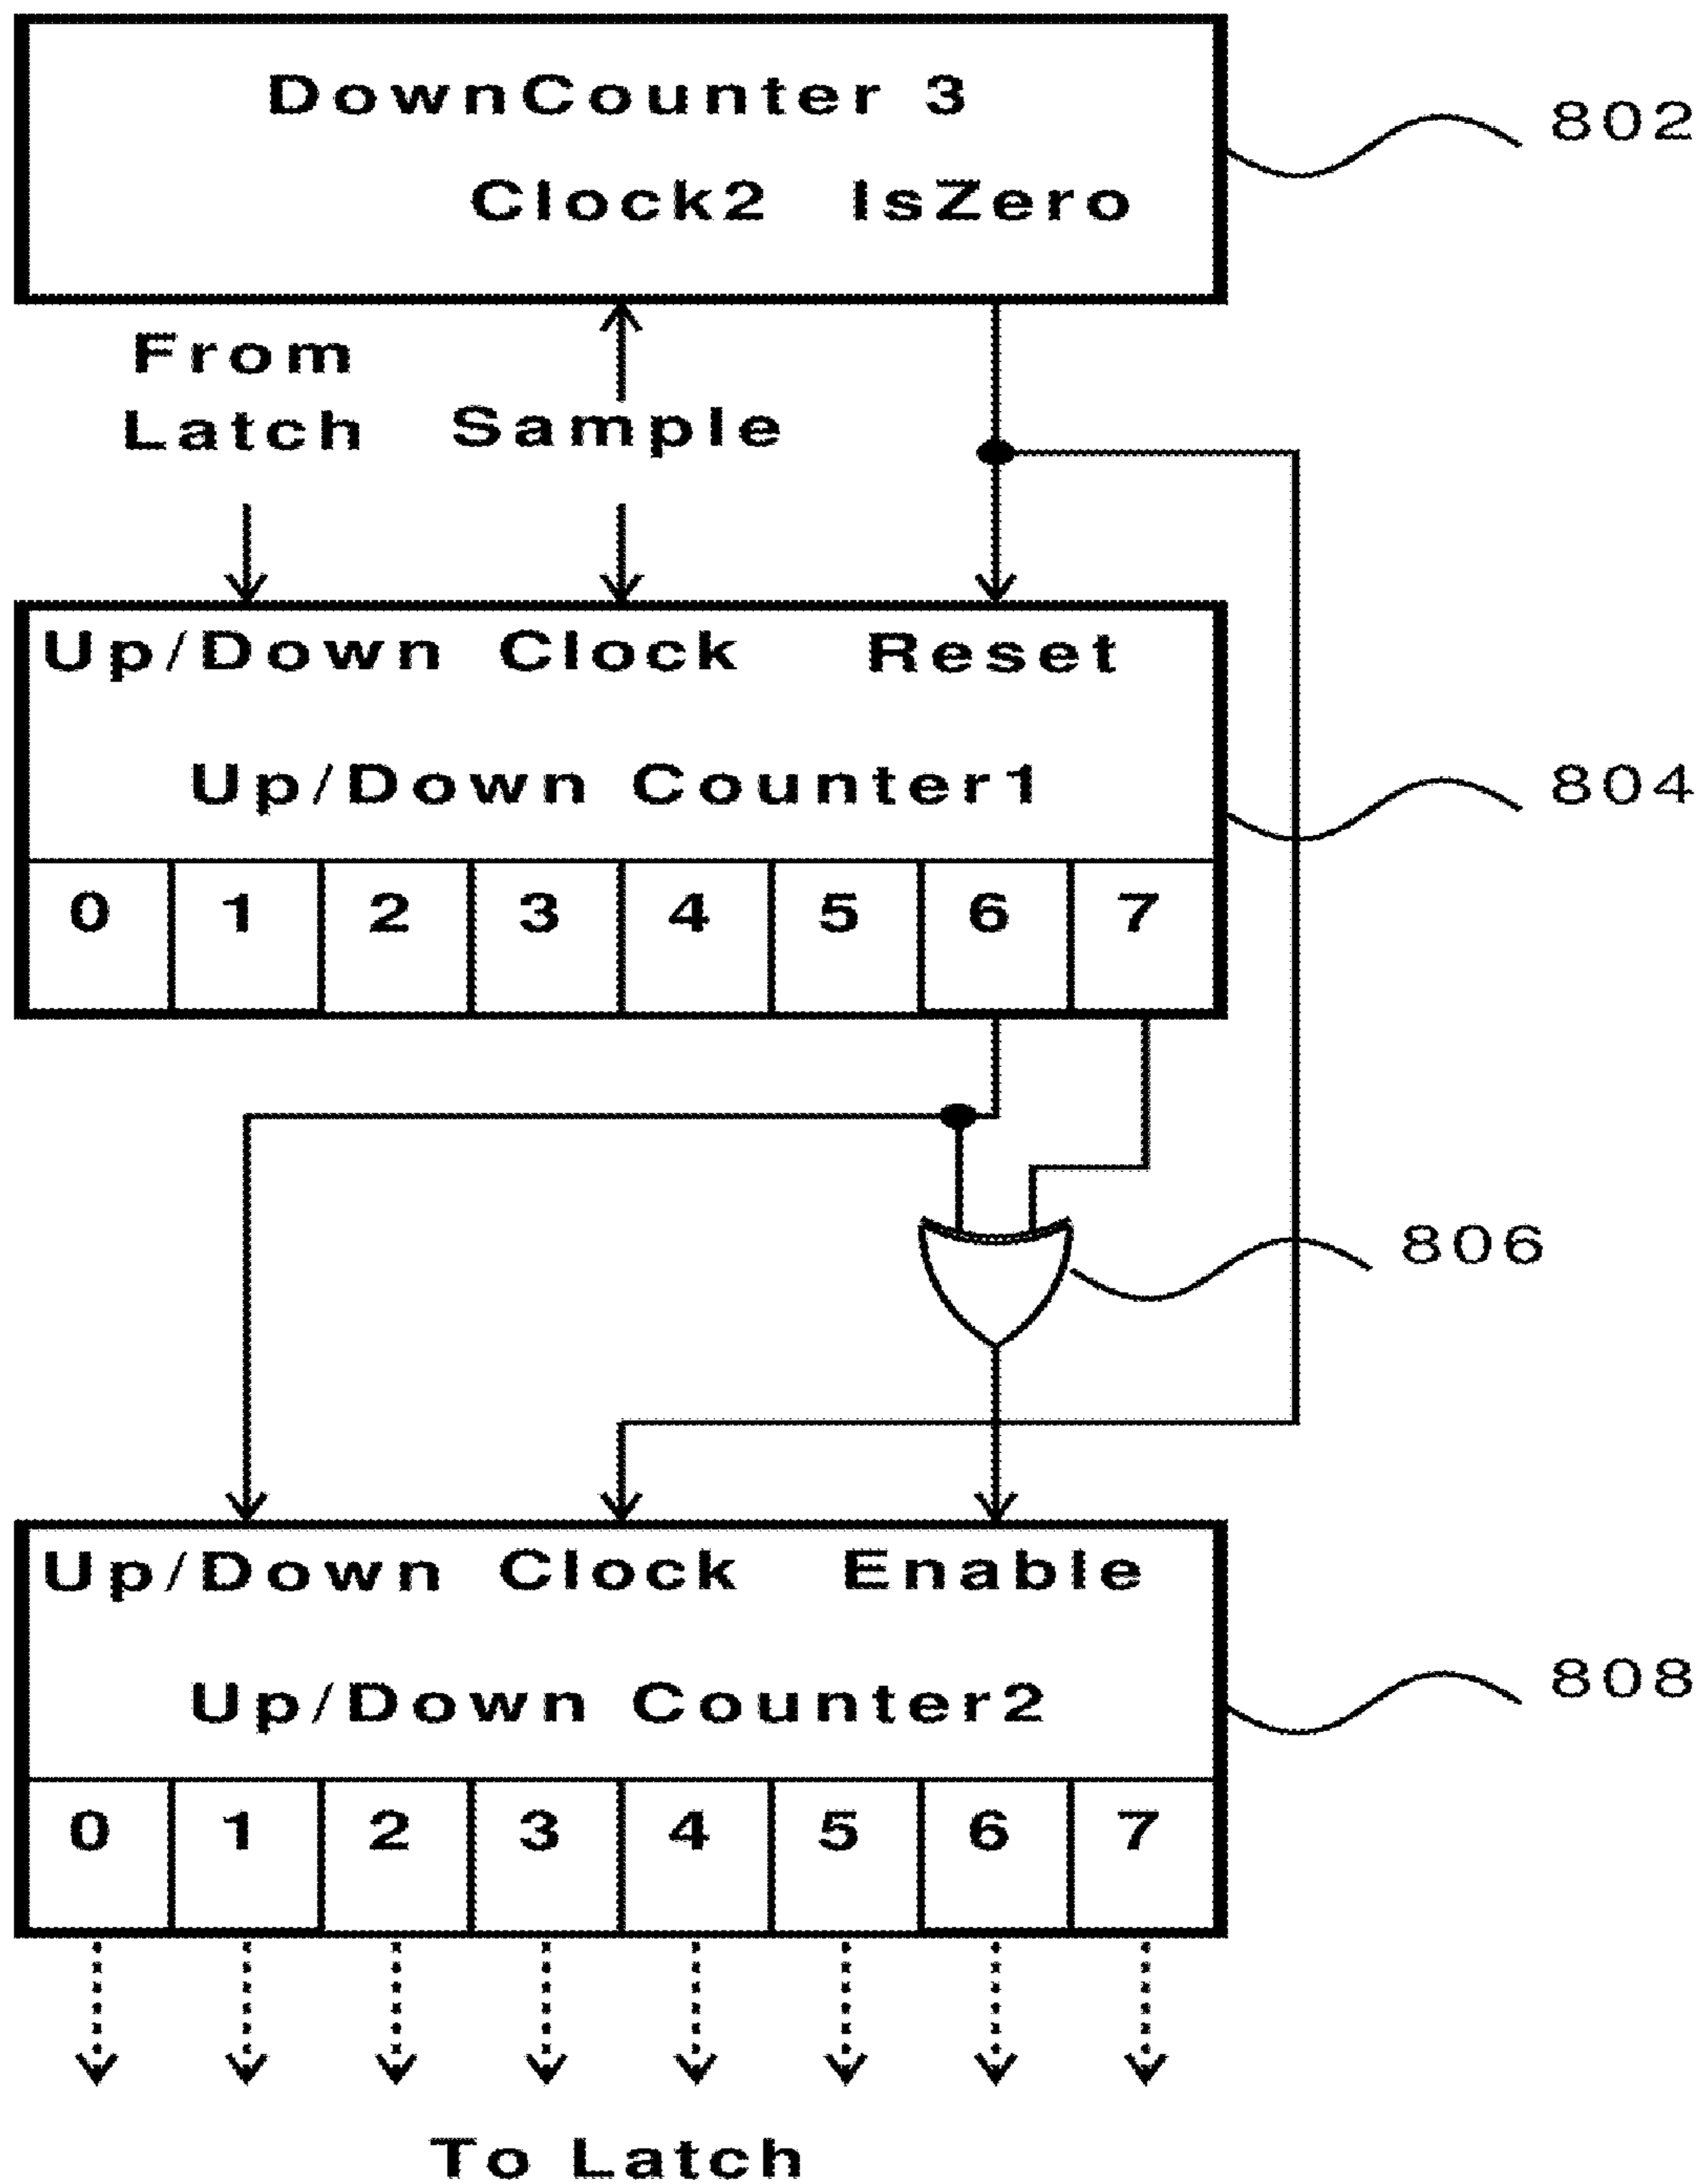 DownCounter 3
Clock2 IsZero
802
From
Latch Sample
Up/Down Clock Reset
Up/Down Counter1
804
0 1 2 3 4 5 6 7
806
Up/Down Clock Enable
Up/Down Counter2
808
0 1 2 3 4 5 6 7
To Latch